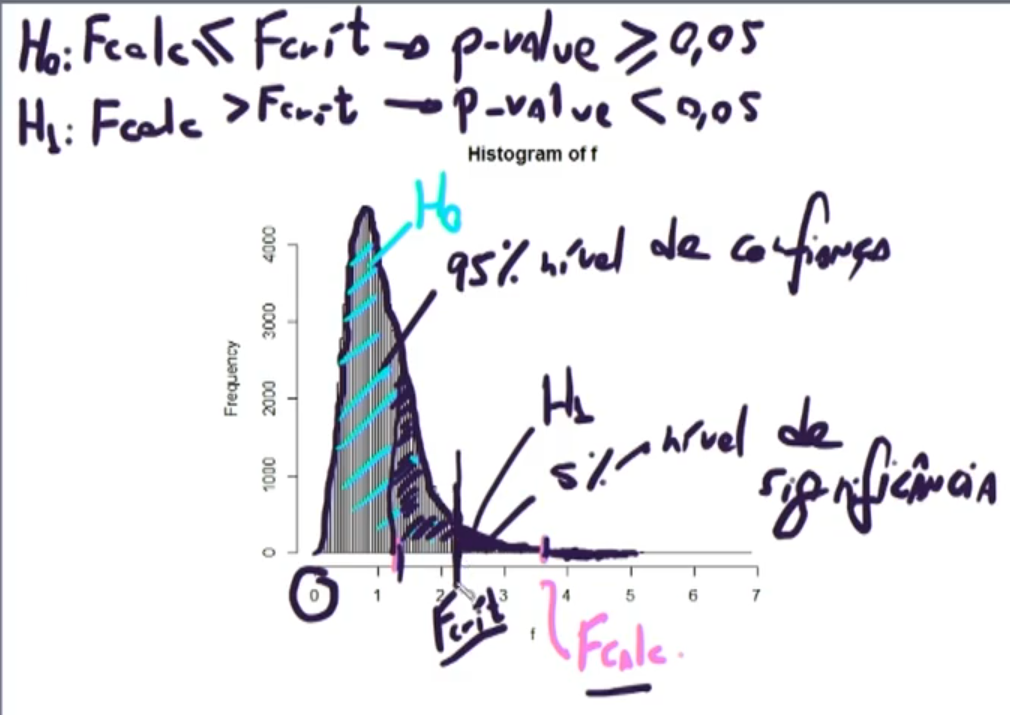 H₀: Fcalc ⩽ Fcrit → p-value ⩾ 0,05
H₁: Fcalc > Fcrit → p-value < 0,05
Histogram of f
H₀
95% nível de confiança
4000
3000
2000
1000
0
Frequency
H₁
5% nível de
significância
0 1 2 3 4 5 6 7
Fcrit
f
Fcalc.